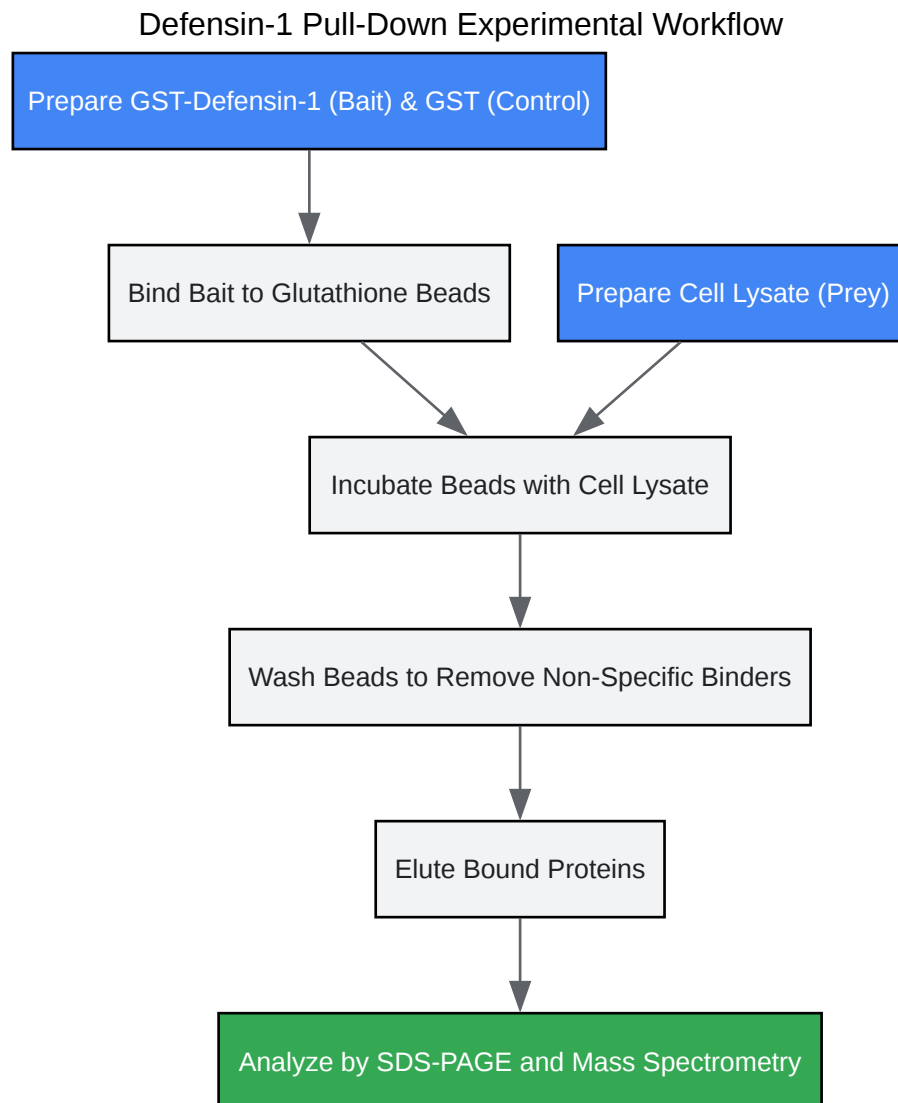 Defensin-1 Pull-Down Experimental Workflow
Prepare GST-Defensin-1 (Bait) & GST (Control)
Bind Bait to Glutathione Beads
Prepare Cell Lysate (Prey)
Incubate Beads with Cell Lysate
Wash Beads to Remove Non-Specific Binders
Elute Bound Proteins
Analyze by SDS-PAGE and Mass Spectrometry